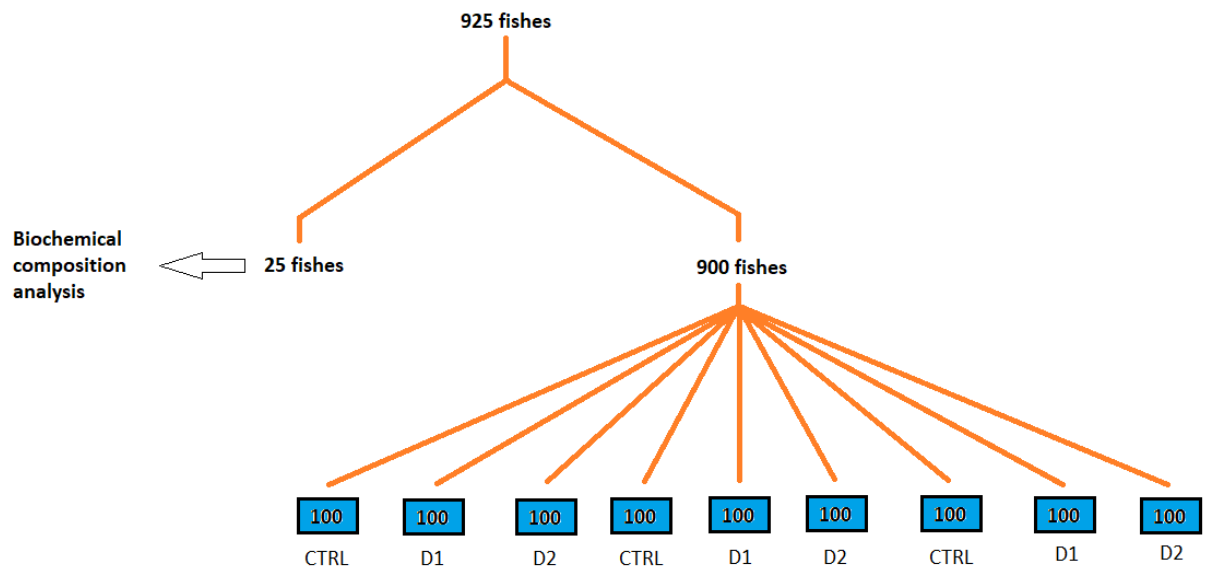 925 fishes
Biochemical
composition
analysis
25 fishes
900 fishes
100 100 100 100 100 100 100 100 100
CTRL D1 D2 CTRL D1 D2 CTRL D1 D2